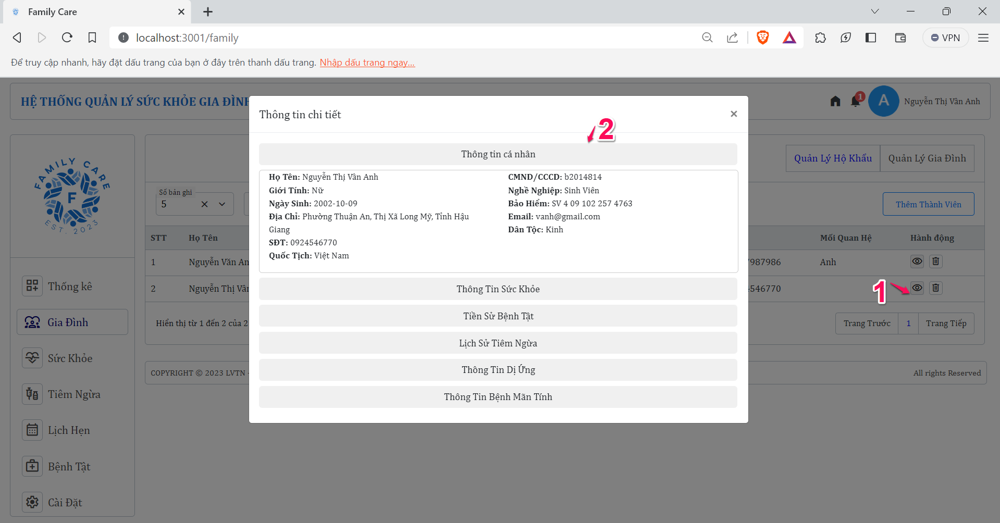 Family Care
localhost:3001/family
VPN
Để truy cập nhanh, hãy đặt dấu trang của bạn ở đây trên thanh dấu trang. Nhập dấu trang ngay...
HỆ THỐNG QUẢN LÝ SỨC KHỎE GIA ĐÌNH
1
A
Nguyễn Thị Vân Anh
Thông tin chi tiết
2
Thông tin cá nhân
Họ Tên: Nguyễn Thị Vân Anh
Giới Tính: Nữ
Ngày Sinh: 2002-10-09
Địa Chỉ: Phường Thuận An, Thị Xã Long Mỹ, Tỉnh Hậu
Giang
SĐT: 0924546770
Quốc Tịch: Việt Nam
CMND/CCCD: b2014814
Nghề Nghiệp: Sinh Viên
Bảo Hiểm: SV 4 09 102 257 4763
Email: vanh@gmail.com
Dân Tộc: Kinh
Thông Tin Sức Khỏe
Tiền Sử Bệnh Tật
Lịch Sử Tiêm Ngừa
Thông Tin Dị Ứng
Thông Tin Bệnh Mãn Tính
FAMILY CARE
F
EST. 2023
Thống kê
Gia Đình
Sức Khỏe
Tiêm Ngừa
Lịch Hẹn
Bệnh Tật
Cài Đặt
Quản Lý Hộ Khẩu
Quản Lý Gia Đình
Số bản ghi
5
Thêm Thành Viên
STT Họ Tên Mối Quan Hệ Hành động
1 Nguyễn Văn An 7987986 Anh
2 Nguyễn Thị Vân 546770
1
Hiển thị từ 1 đến 2 của 2
Trang Trước 1 Trang Tiếp
COPYRIGHT © 2023 LVTN -
All rights Reserved